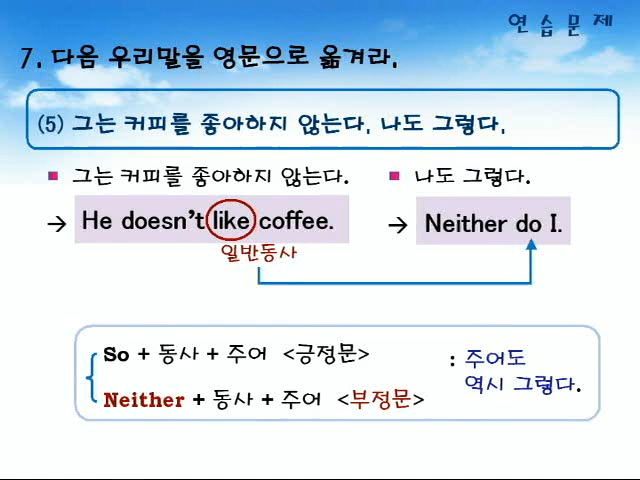 연습문제
7. 다음 우리말을 영문으로 옮겨라.
(5) 그는 커피를 좋아하지 않는다. 나도 그렇다.
그는 커피를 좋아하지 않는다.
나도 그렇다.
→ He doesn't like coffee.
→ Neither do I.
일반동사
So + 동사 + 주어 <긍정문>
Neither + 동사 + 주어 <부정문>
: 주어도
역시 그렇다.